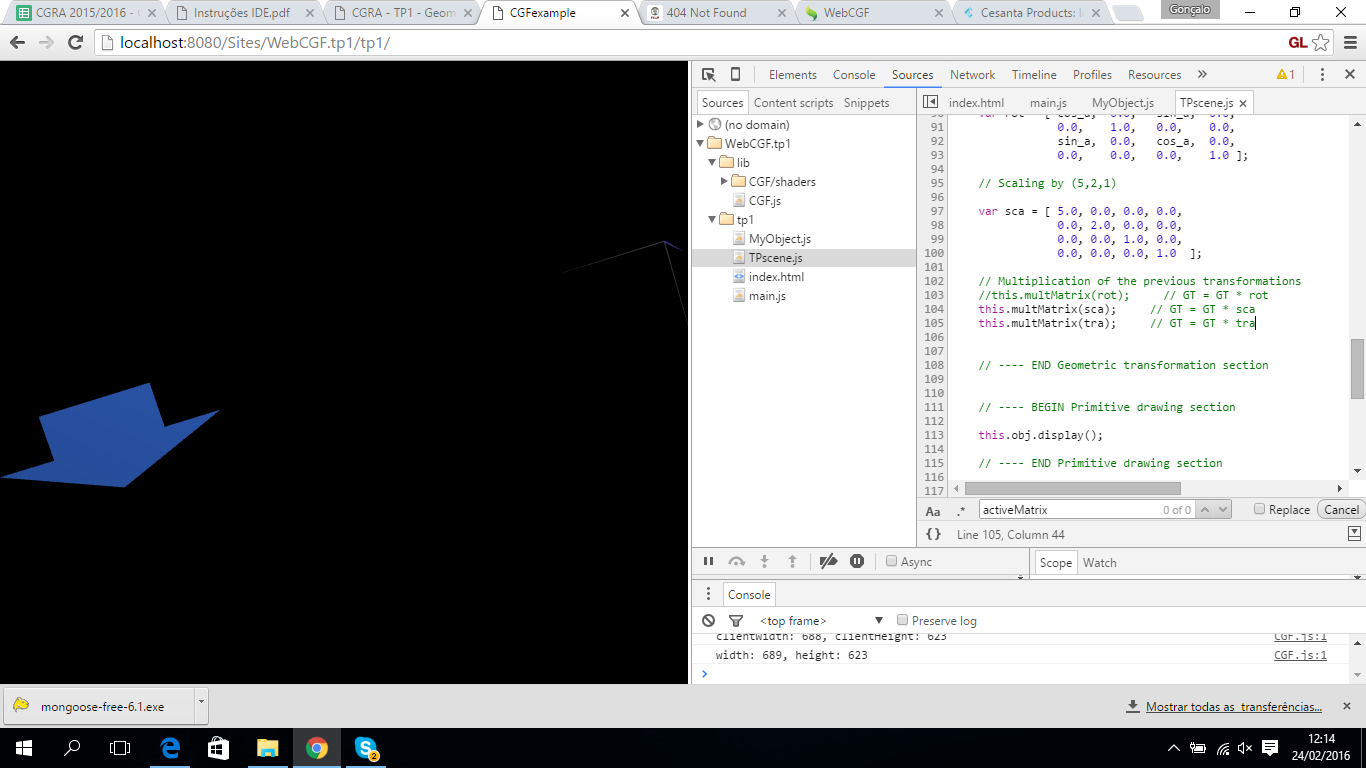 CGRA 2015/2016 - C
Instruções IDE.pdf
CGRA - TP1 - Geom
CGFexample
404 Not Found
WebCGF
Cesanta Products: l
Gonçalo
localhost:8080/Sites/WebCGF.tp1/tp1/
GL
Elements Console Sources Network Timeline Profiles Resources » 1
Sources Content scripts Snippets
index.html main.js MyObject.js TPscene.js
(no domain)
WebCGF.tp1
lib
CGF/shaders
CGF.js
tp1
MyObject.js
TPscene.js
index.html
main.js
90 var rot = [ cos_a, 0.0, sin_a, 0.0,
91 0.0, 1.0, 0.0, 0.0,
92 sin_a, 0.0, cos_a, 0.0,
93 0.0, 0.0, 0.0, 1.0 ];
94
95 // Scaling by (5,2,1)
96
97 var sca = [ 5.0, 0.0, 0.0, 0.0,
98 0.0, 2.0, 0.0, 0.0,
99 0.0, 0.0, 1.0, 0.0,
100 0.0, 0.0, 0.0, 1.0 ];
101
102 // Multiplication of the previous transformations
103 //this.multMatrix(rot); // GT = GT * rot
104 this.multMatrix(sca); // GT = GT * sca
105 this.multMatrix(tra); // GT = GT * tra
106
107
108 // ---- END Geometric transformation section
109
110
111 // ---- BEGIN Primitive drawing section
112
113 this.obj.display();
114
115 // ---- END Primitive drawing section
116
117
Aa .* activeMatrix 0 of 0 Replace Cancel
{} Line 105, Column 44
Async
Scope Watch
Console
<top frame> Preserve log
clientWidth: 688, clientHeight: 623 CGF.js:1
width: 689, height: 623 CGF.js:1
>
mongoose-free-6.1.exe
Mostrar todas as transferências...
2
12:14
24/02/2016